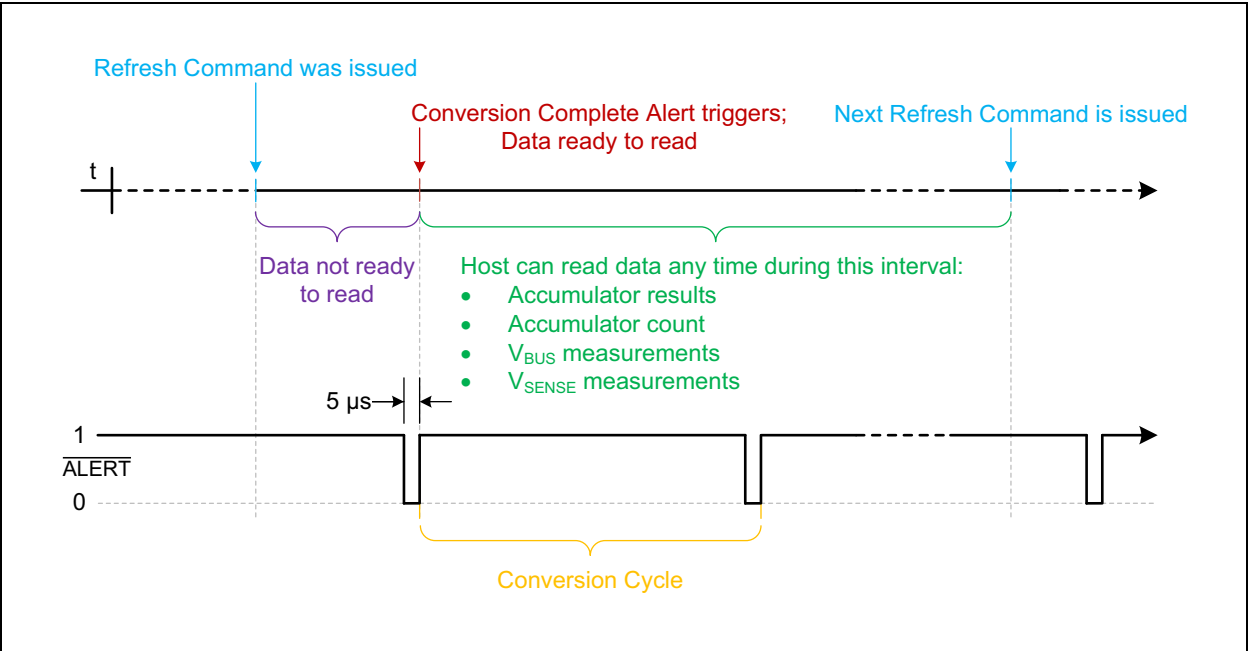 Refresh Command was issued
Conversion Complete Alert triggers;
Data ready to read
Next Refresh Command is issued
t
Data not ready
to read
Host can read data any time during this interval:
• Accumulator results
• Accumulator count
• VBUS measurements
• VSENSE measurements
5 µs
1
ALERT
0
Conversion Cycle